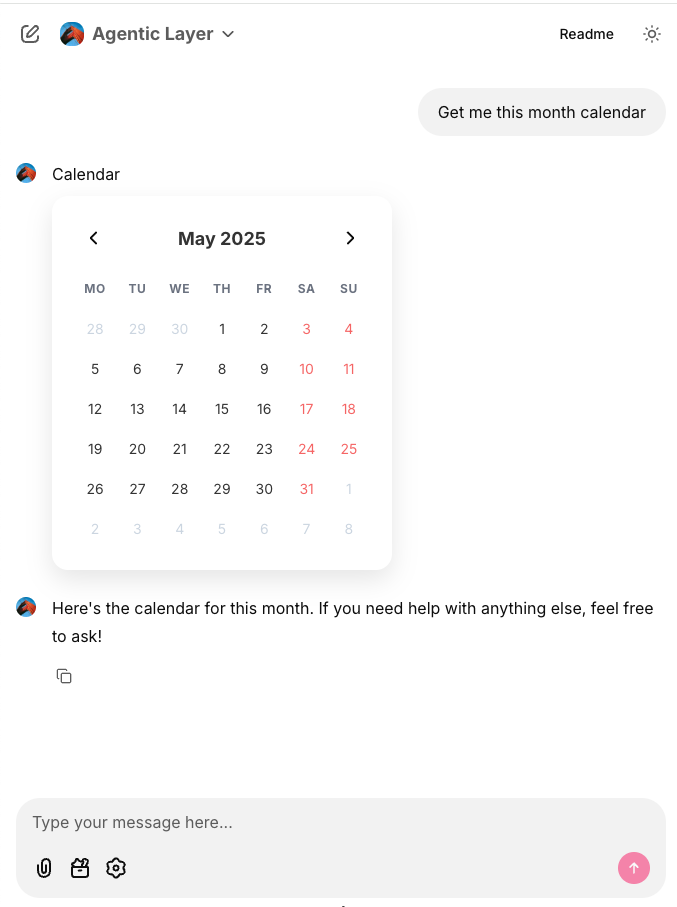 Agentic Layer
Readme
Get me this month calendar
Calendar
May 2025
MO TU WE TH FR SA SU
28 29 30 1 2 3 4
5 6 7 8 9 10 11
12 13 14 15 16 17 18
19 20 21 22 23 24 25
26 27 28 29 30 31 1
2 3 4 5 6 7 8
Here's the calendar for this month. If you need help with anything else, feel free
to ask!
Type your message here...